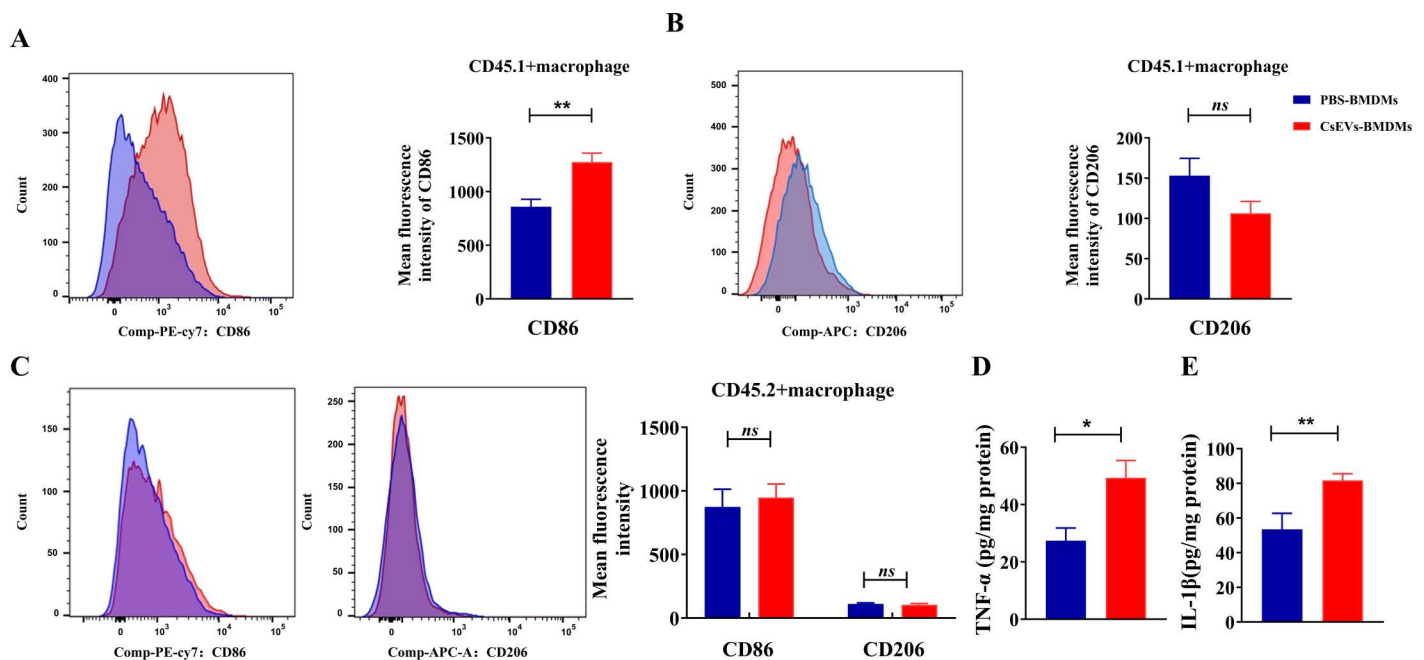 A
CD45.1+macrophage
**
400
300
200
100
0
Count
0
10³
10⁴
10⁵
Comp-PE-cy7: CD86
Mean fluorescence
intensity of CD86
1500
1000
500
0
CD86
B
CD45.1+macrophage
ns
500
400
300
200
100
0
Count
0
10³
10⁴
10⁵
Comp-APC: CD206
Mean fluorescence
intensity of CD206
200
150
100
50
0
CD206
PBS-BMDMs
CsEVs-BMDMs
C
200
150
100
50
0
Count
0
10³
10⁴
10⁵
Comp-PE-cy7: CD86
250
200
150
100
50
0
Count
0
10³
10⁴
10⁵
Comp-APC-A: CD206
CD45.2+macrophage
Mean fluorescence
intensity
1500
1000
500
0
ns
ns
CD86
CD206
D
*
TNF-α (pg/mg protein)
60
40
20
0
E
**
IL-1β(pg/mg protein)
100
80
60
40
20
0